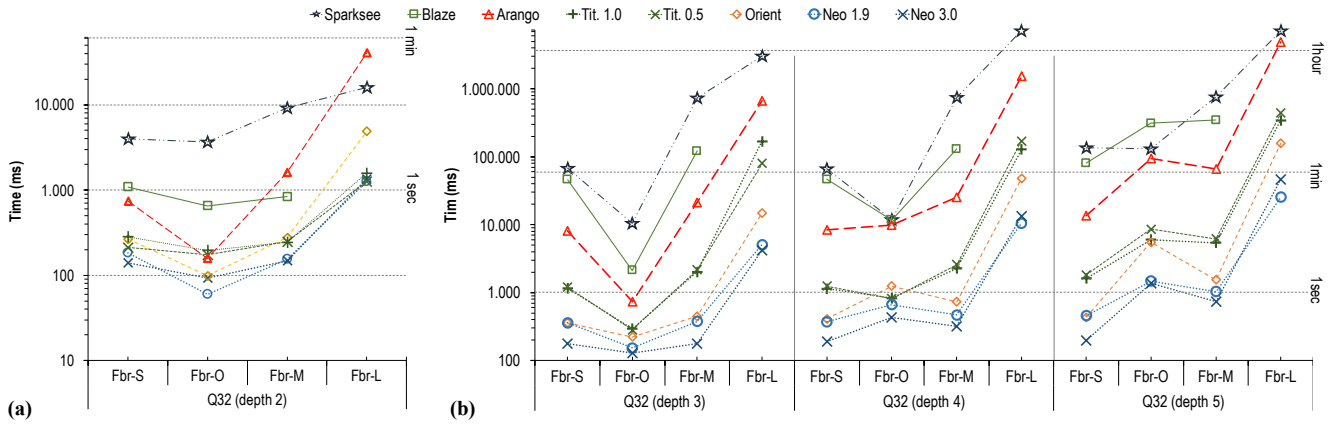 Sparksee Blaze Arango Tit. 1.0 Tit. 0.5 Orient Neo 1.9 Neo 3.0
Time (ms)
10.000
1.000
100
10
1 min
1 sec
Fbr-S Fbr-O Fbr-M Fbr-L
Q32 (depth 2)
(a)
Tim (ms)
1.000.000
100.000
10.000
1.000
100
1hour
1min
1sec
Fbr-S Fbr-O Fbr-M Fbr-L Fbr-S Fbr-O Fbr-M Fbr-L Fbr-S Fbr-O Fbr-M Fbr-L
Q32 (depth 3) Q32 (depth 4) Q32 (depth 5)
(b)